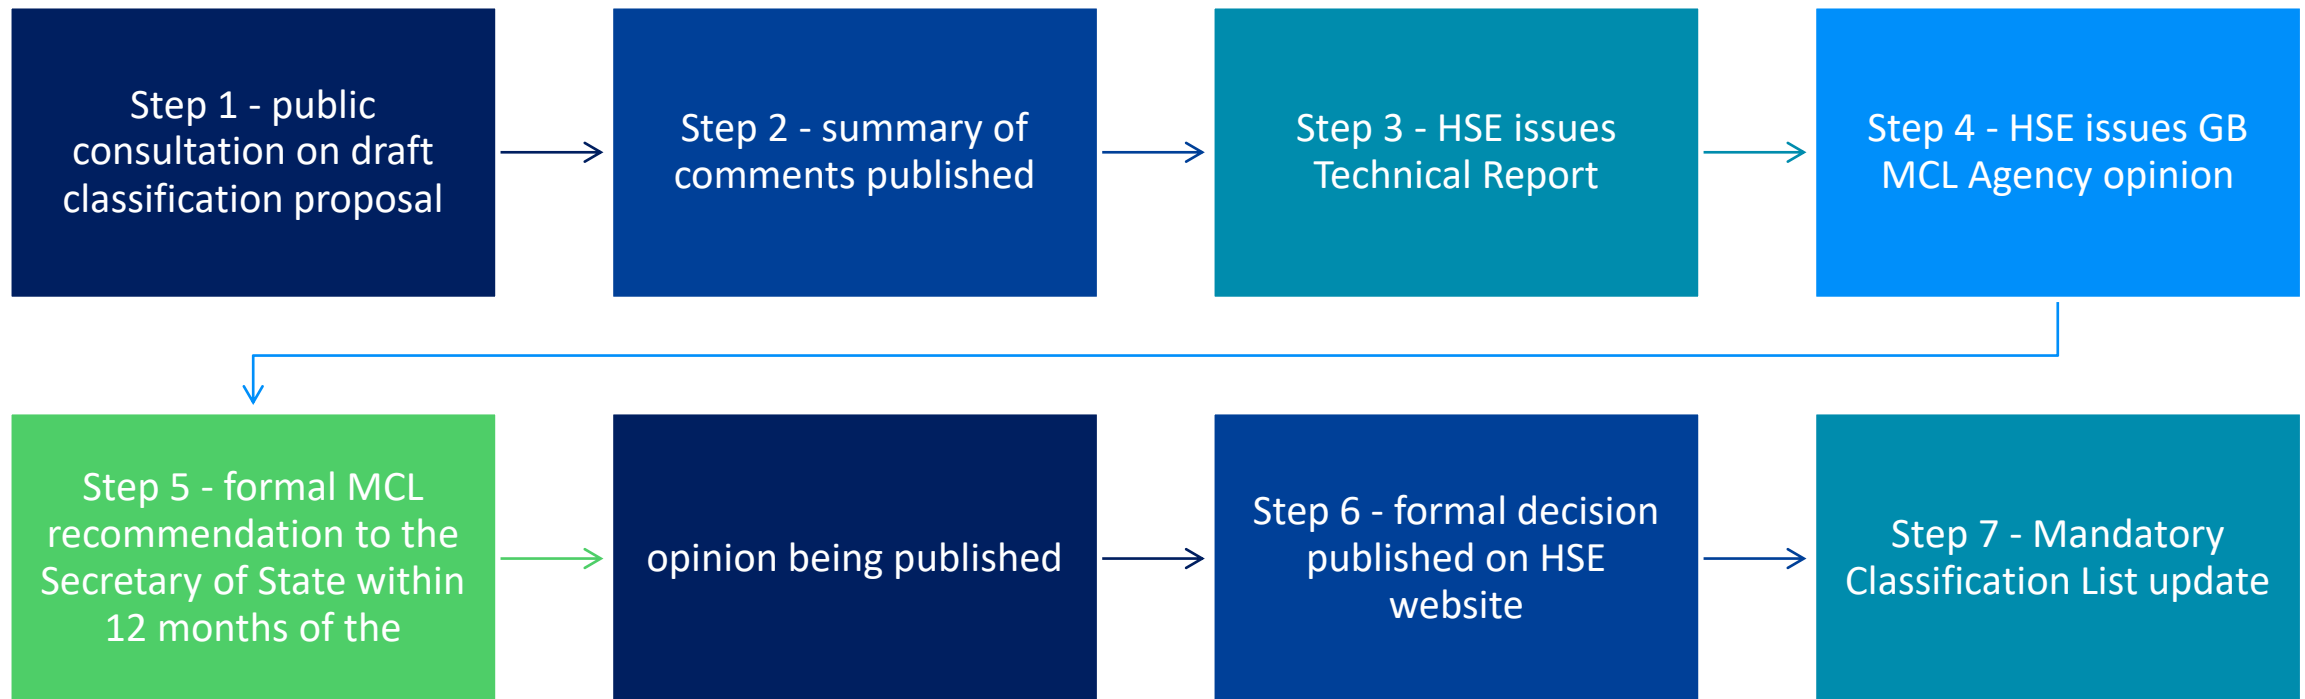 Step 1 - public
consultation on draft
classification proposal
Step 2 - summary of
comments published
Step 3 - HSE issues
Technical Report
Step 4 - HSE issues GB
MCL Agency opinion
Step 5 - formal MCL
recommendation to the
Secretary of State within
12 months of the
opinion being published
Step 6 - formal decision
published on HSE
website
Step 7 - Mandatory
Classification List update